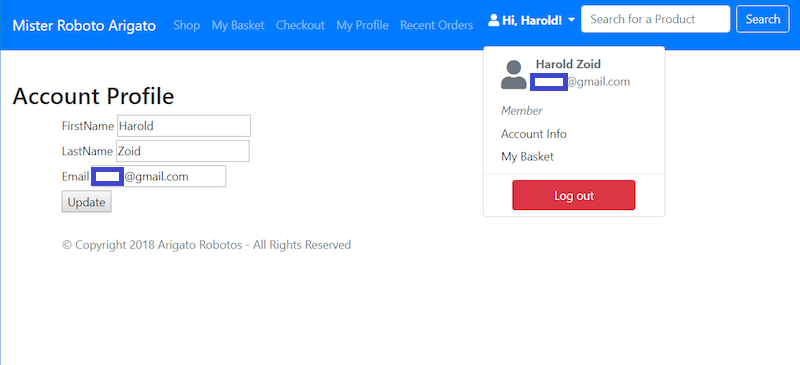 Mister Roboto Arigato Shop My Basket Checkout My Profile Recent Orders Hi, Harold! Search for a Product Search
Harold Zoid
@gmail.com
Member
Account Info
My Basket
Log out
Account Profile
FirstName Harold
LastName Zoid
Email @gmail.com
Update
© Copyright 2018 Arigato Robotos - All Rights Reserved